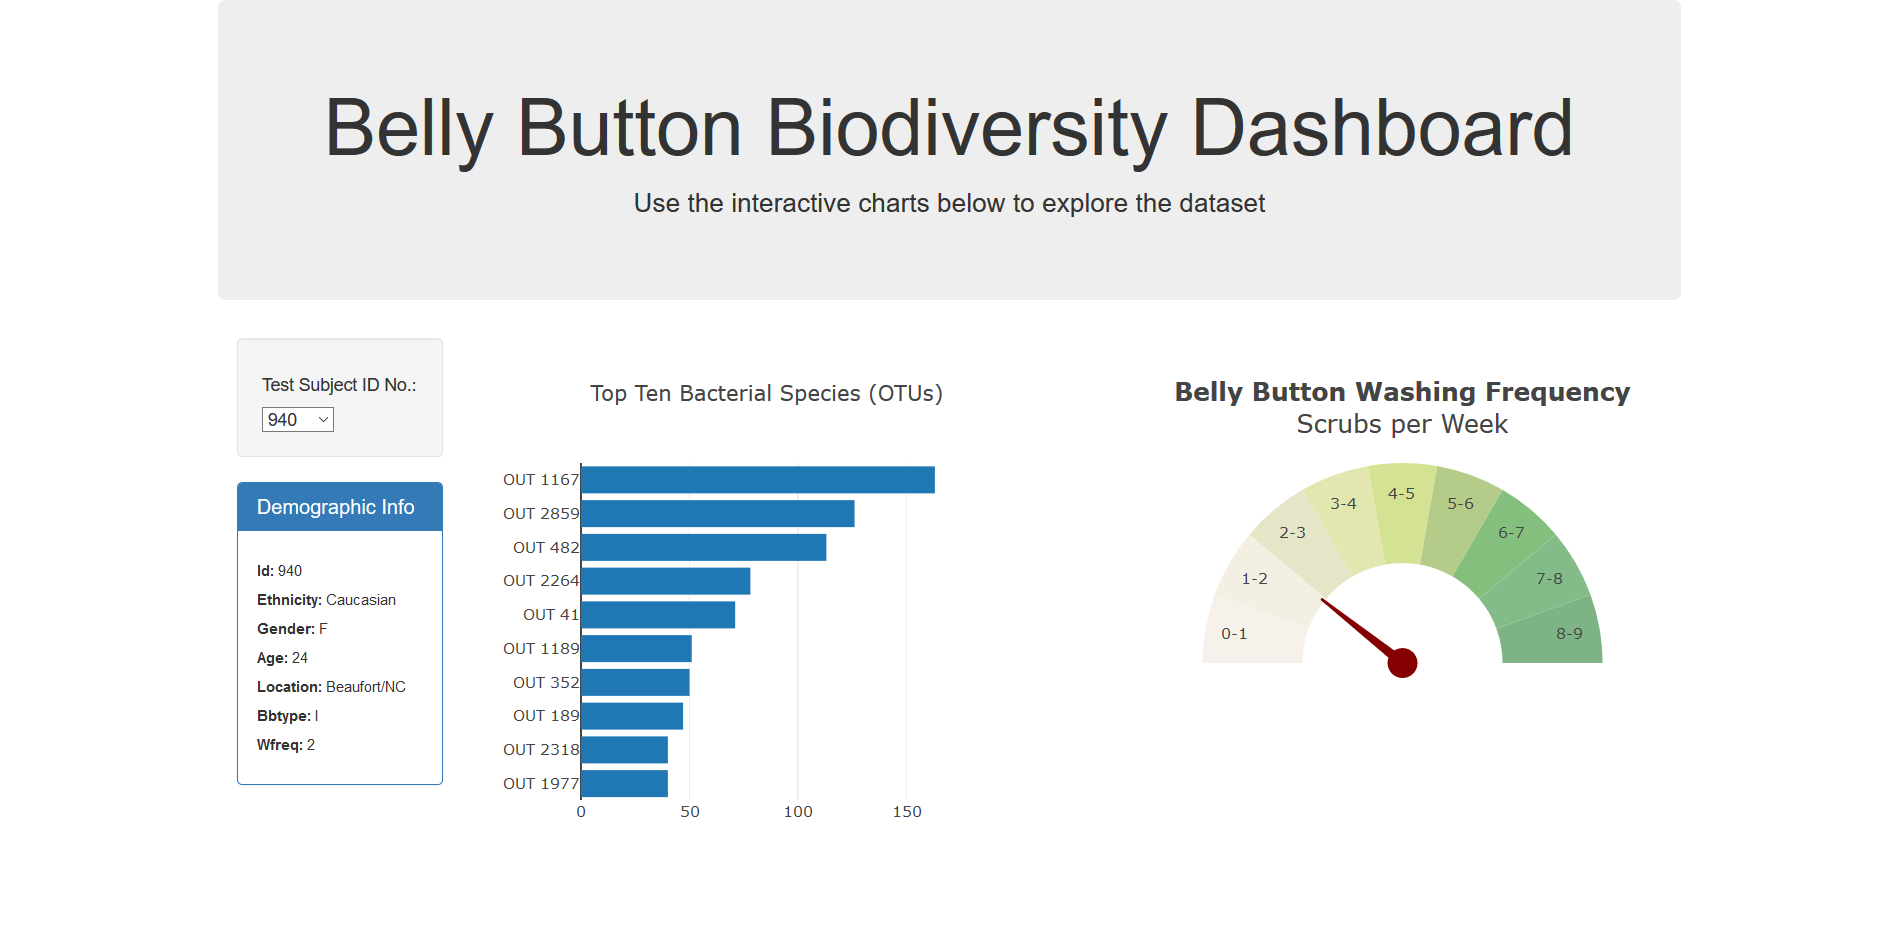 Belly Button Biodiversity Dashboard
Use the interactive charts below to explore the dataset
Test Subject ID No.:
940
Demographic Info
Id: 940
Ethnicity: Caucasian
Gender: F
Age: 24
Location: Beaufort/NC
Bbtype: I
Wfreq: 2
Top Ten Bacterial Species (OTUs)
OUT 1167
OUT 2859
OUT 482
OUT 2264
OUT 41
OUT 1189
OUT 352
OUT 189
OUT 2318
OUT 1977
0 50 100 150
Belly Button Washing Frequency
Scrubs per Week
0-1
1-2
2-3
3-4
4-5
5-6
6-7
7-8
8-9